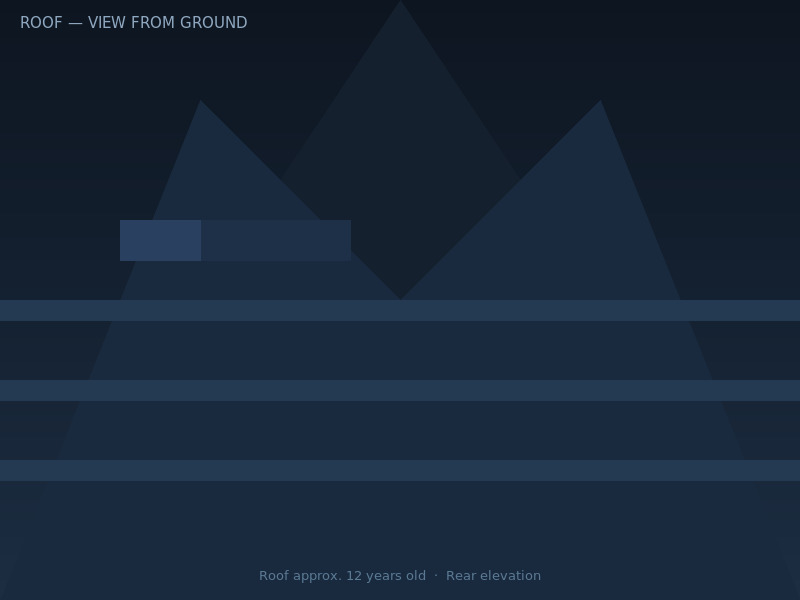 ROOF — VIEW FROM GROUND
Roof approx. 12 years old · Rear elevation